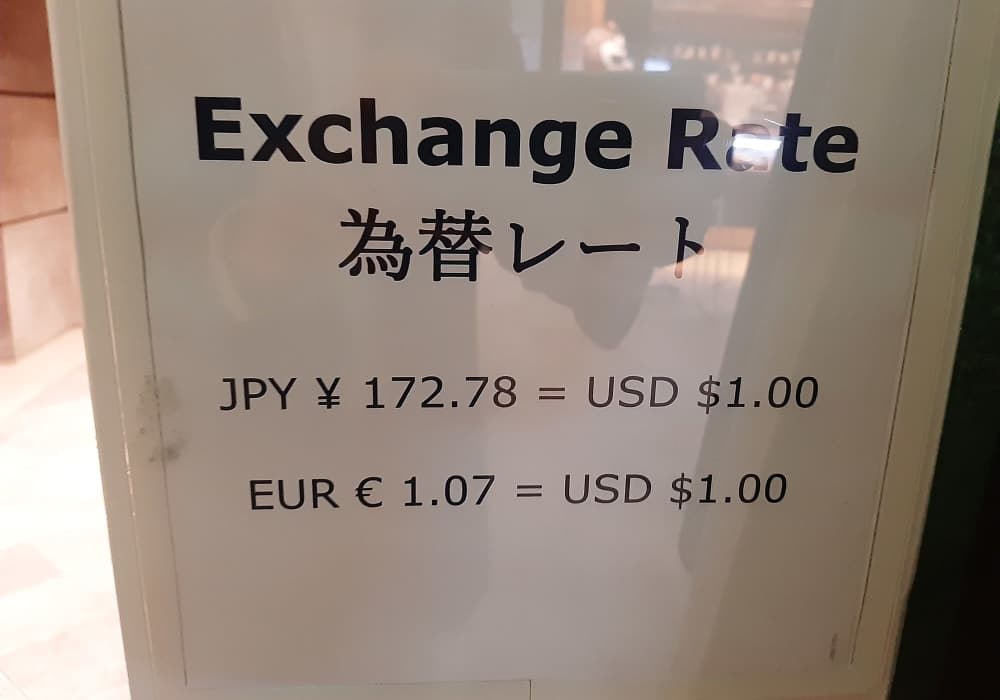 Exchange Rate
為替レート
JPY ¥ 172.78 = USD $1.00
EUR € 1.07 = USD $1.00